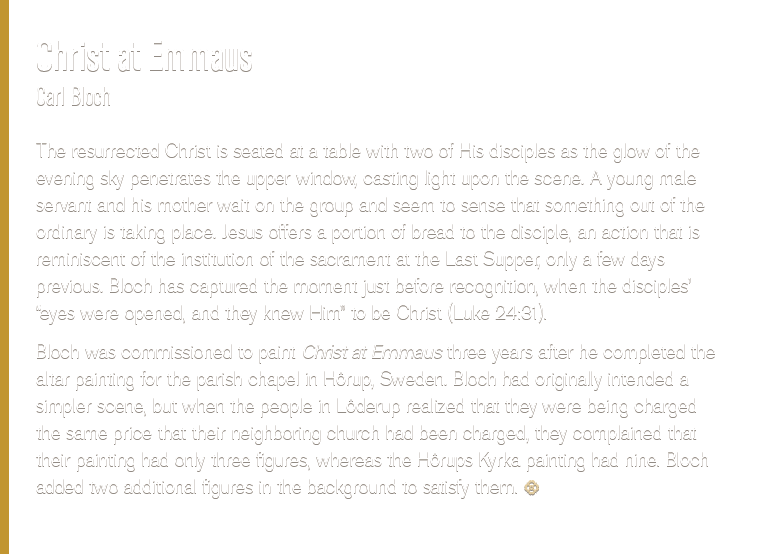 Christ at Emmaus
Carl Bloch
The resurrected Christ is seated at a table with two of His disciples as the glow of the
evening sky penetrates the upper window, casting light upon the scene. A young male
servant and his mother wait on the group and seem to sense that something out of the
ordinary is taking place. Jesus offers a portion of bread to the disciple, an action that is
reminiscent of the institution of the sacrament at the Last Supper, only a few days
previous. Bloch has captured the moment just before recognition, when the disciples’
“eyes were opened, and they knew Him” to be Christ (Luke 24:31).
Bloch was commissioned to paint Christ at Emmaus three years after he completed the
altar painting for the parish chapel in Hörup, Sweden. Bloch had originally intended a
simpler scene, but when the people in Löderup realized that they were being charged
the same price that their neighboring church had been charged, they complained that
their painting had only three figures, whereas the Hörups Kyrka painting had nine. Bloch
added two additional figures in the background to satisfy them.